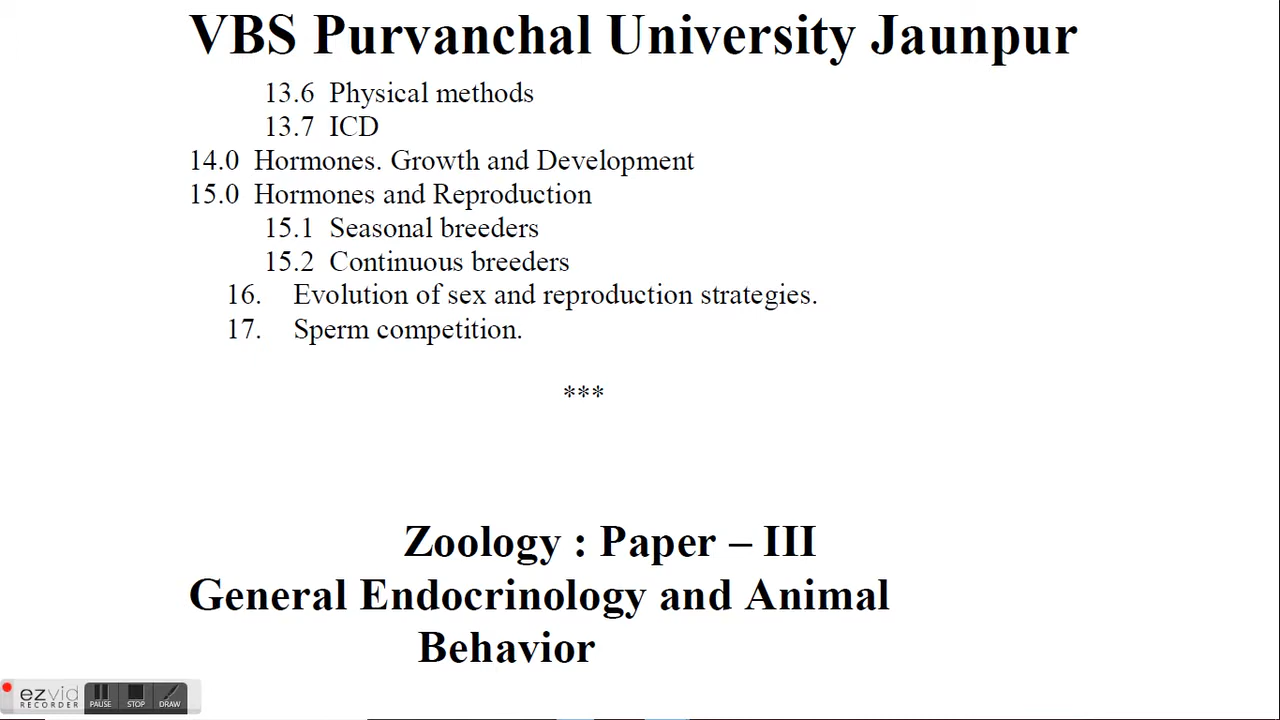 VBS Purvanchal University Jaunpur
13.6 Physical methods
13.7 ICD
14.0 Hormones. Growth and Development
15.0 Hormones and Reproduction
15.1 Seasonal breeders
15.2 Continuous breeders
16. Evolution of sex and reproduction strategies.
17. Sperm competition.
***
Zoology : Paper – III
General Endocrinology and Animal
Behavior
ezvid
RECORDER
PAUSE STOP DRAW